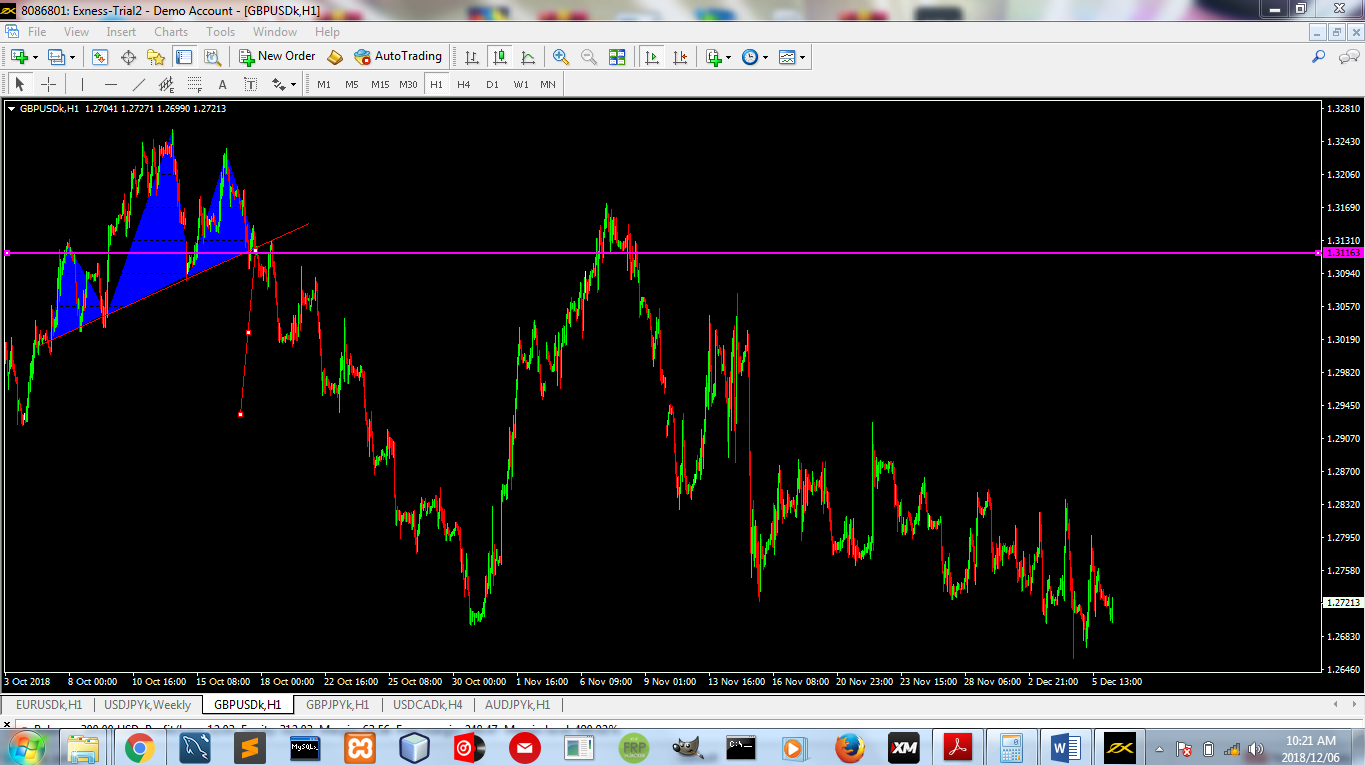 8086801: Exness-Trial2 - Demo Account - [GBPUSDk,H1]
File View Insert Charts Tools Window Help
New Order AutoTrading
A T M1 M5 M15 M30 H1 H4 D1 W1 MN
GBPUSDk,H1 1.27041 1.27271 1.26990 1.27213
1.32810
1.32430
1.32060
1.31690
1.31310
1.31163
1.30940
1.30570
1.30190
1.29820
1.29450
1.29070
1.28700
1.28320
1.27950
1.27580
1.27213
1.26830
1.26460
3 Oct 2018 8 Oct 00:00 10 Oct 16:00 15 Oct 08:00 18 Oct 00:00 22 Oct 16:00 25 Oct 08:00 30 Oct 00:00 1 Nov 16:00 6 Nov 09:00 9 Nov 01:00 13 Nov 16:00 16 Nov 08:00 20 Nov 23:00 23 Nov 15:00 28 Nov 06:00 2 Dec 21:00 5 Dec 13:00
EURUSDk,H1 USDJPYk,Weekly GBPUSDk,H1 GBPJPYk,H1 USDCADk,H4 AUDJPYk,H1
MySQL ERP C:\ XM W
10:21 AM
2018/12/06